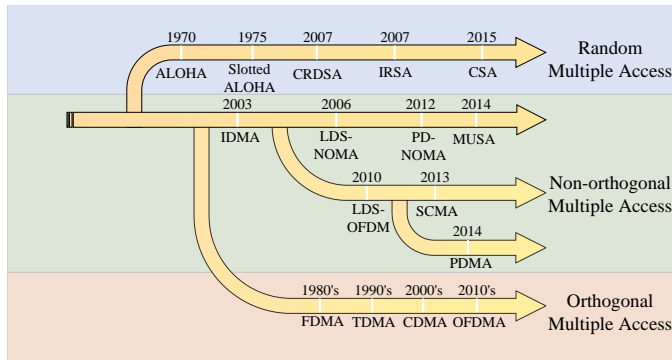 1970 1975 2007 2007 2015
ALOHA Slotted ALOHA CRDSA IRSA CSA
Random
Multiple Access
2003 2006 2012 2014
IDMA LDS-NOMA PD-NOMA MUSA
2010 2013
LDS-OFDM SCMA
Non-orthogonal
Multiple Access
2014
PDMA
1980's 1990's 2000's 2010's
FDMA TDMA CDMA OFDMA
Orthogonal
Multiple Access